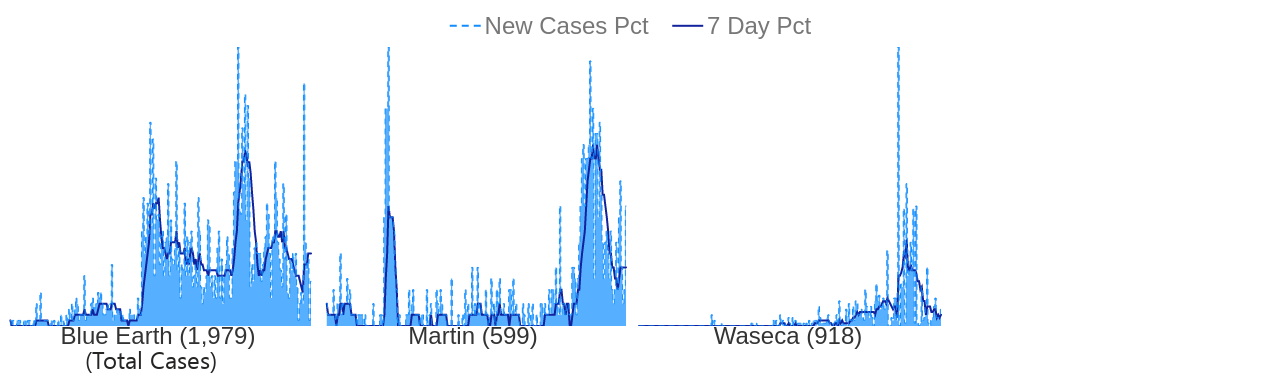 New Cases Pct 7 Day Pct
Blue Earth (1,979) Martin (599) Waseca (918)
(Total Cases)